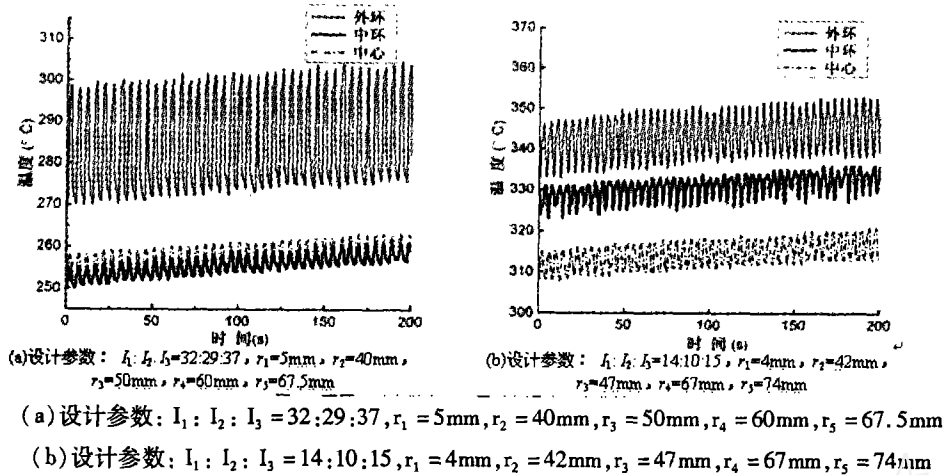 外环
中环
中心
310
300
290
280
270
260
250
温度(°C)
0 50 100 150 200
时 间(s)
外环
中环
中心
370
360
350
340
330
320
310
300
温度(°C)
0 50 100 150 200
时 间(s)
(a)设计参数: I₁:I₂:I₃=32:29:37,r₁=5mm,r₂=40mm,
r₃=50mm,r₄=60mm,r₅=67.5mm
(b)设计参数: I₁:I₂:I₃=14:10:15,r₁=4mm,r₂=42mm,
r₃=47mm,r₄=67mm,r₅=74mm
(a)设计参数: I₁:I₂:I₃=32:29:37,r₁=5mm,r₂=40mm,r₃=50mm,r₄=60mm,r₅=67.5mm
(b)设计参数: I₁:I₂:I₃=14:10:15,r₁=4mm,r₂=42mm,r₃=47mm,r₄=67mm,r₅=74mm